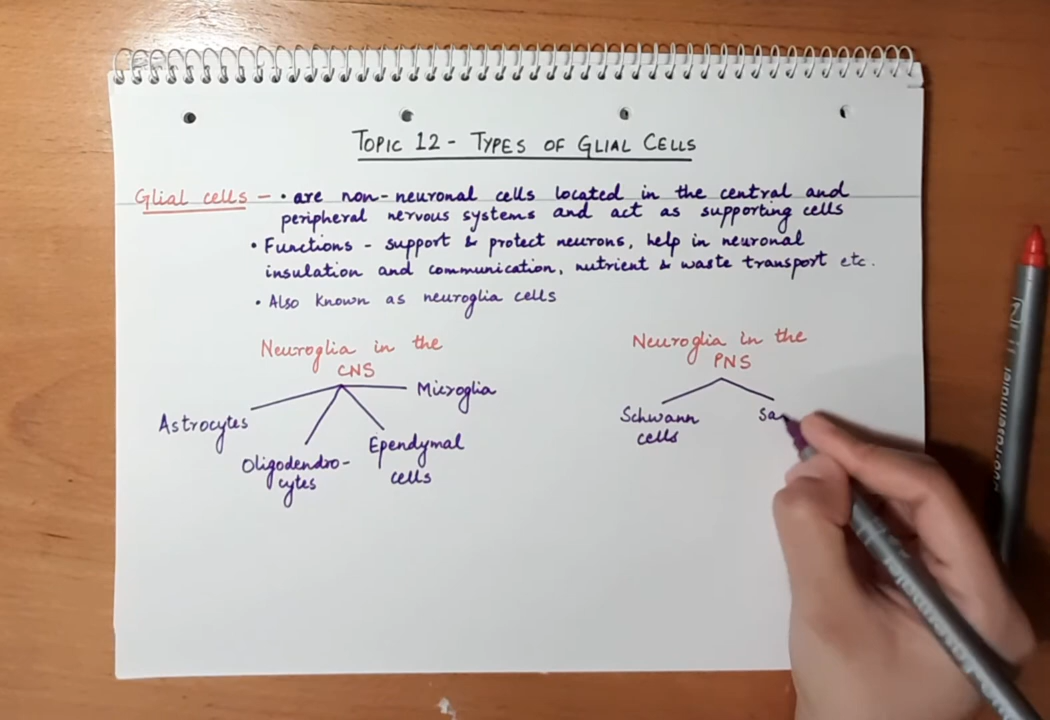 TOPIC 12 - TYPES OF GLIAL CELLS
Glial cells - • are non-neuronal cells located in the central and
peripheral nervous systems and act as supporting cells
• Functions - support & protect neurons, help in neuronal
insulation and communication, nutrient & waste transport etc.
• Also known as neuroglia cells
Neuroglia in the
CNS
Astrocytes
Oligodendro-
cytes
Ependymal
cells
Microglia
Neuroglia in the
PNS
Schwann
cells
Sa